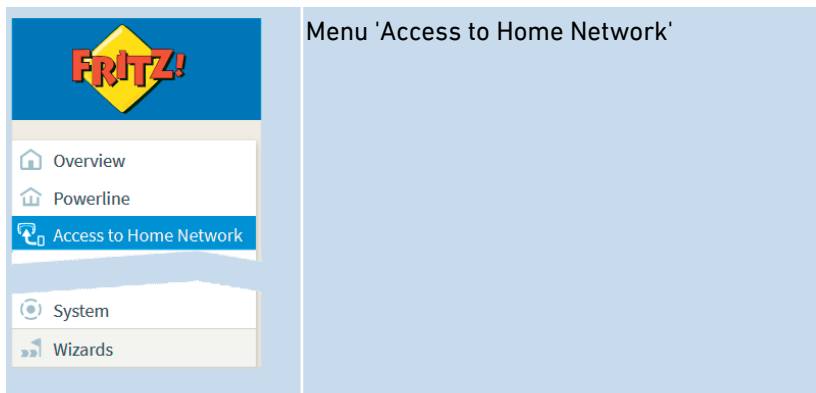 Menu 'Access to Home Network'
FRITZ!
Overview
Powerline
Access to Home Network
System
Wizards